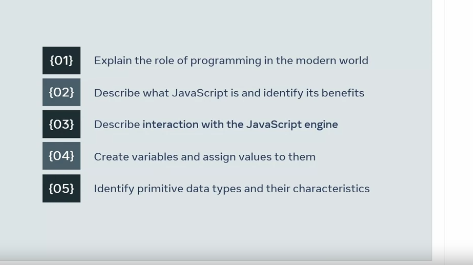 {01} Explain the role of programming in the modern world
{02} Describe what JavaScript is and identify its benefits
{03} Describe interaction with the JavaScript engine
{04} Create variables and assign values to them
{05} Identify primitive data types and their characteristics